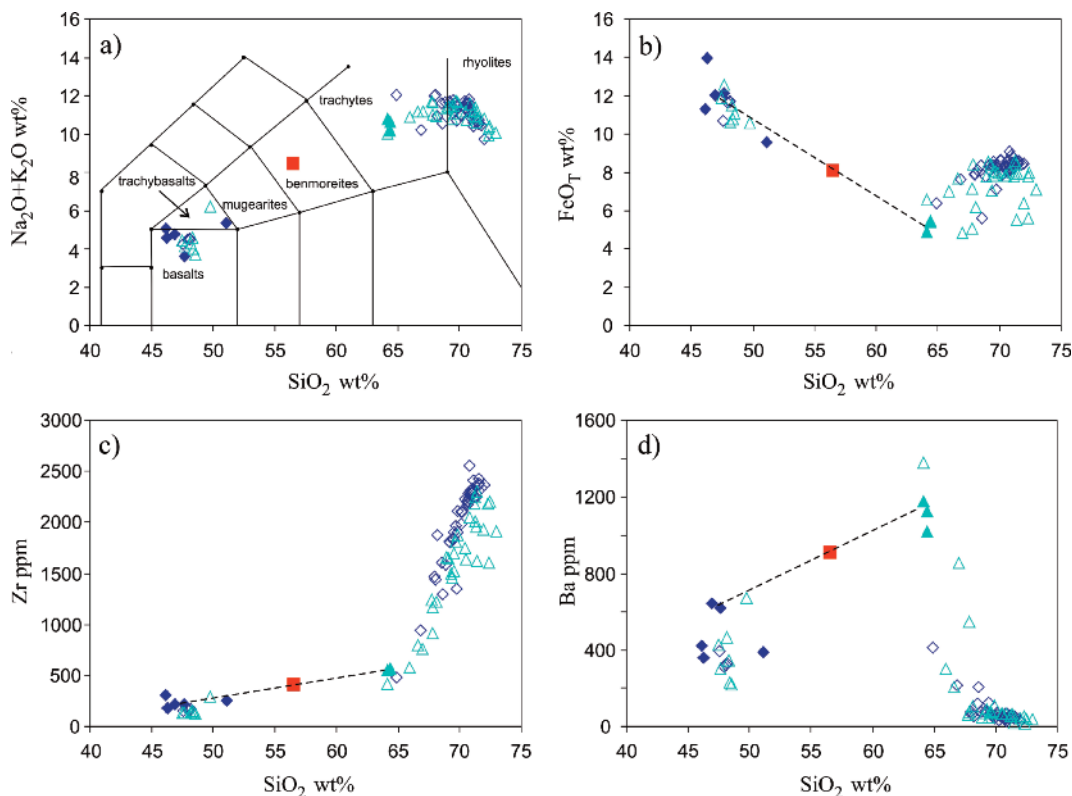 a)
Na2O+K2O wt%
16
14
12
10
8
6
4
2
0
rhyolites
trachytes
benmoreites
mugearites
trachybasalts
basalts
40 45 50 55 60 65 70 75
SiO2 wt%
b)
FeOT wt%
16
14
12
10
8
6
4
2
0
40 45 50 55 60 65 70 75
SiO2 wt%
c)
Zr ppm
3000
2500
2000
1500
1000
500
0
40 45 50 55 60 65 70 75
SiO2 wt%
d)
Ba ppm
1600
1200
800
400
0
40 45 50 55 60 65 70 75
SiO2 wt%